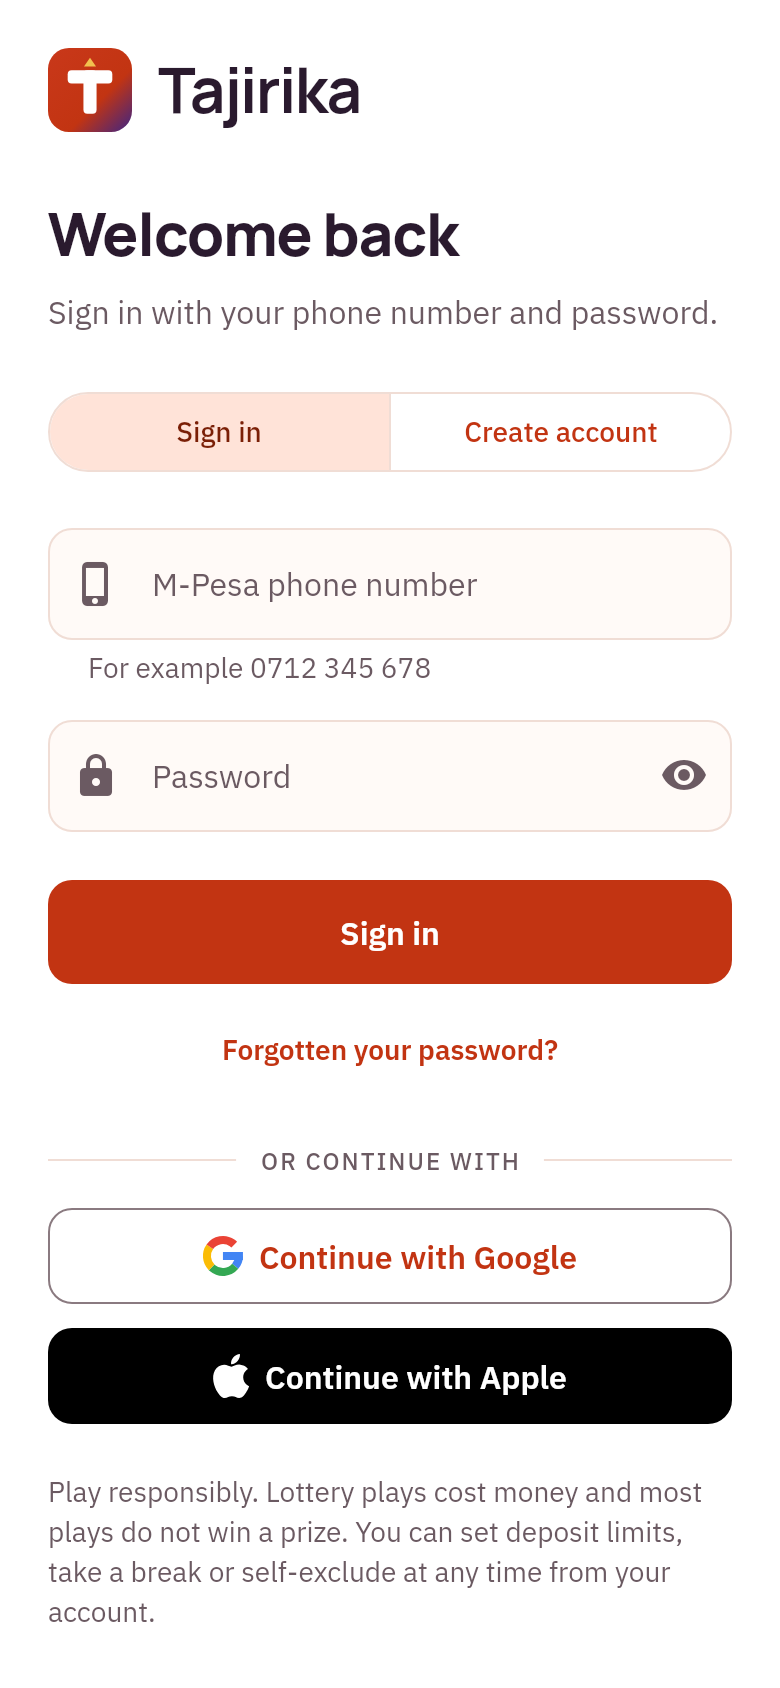 Tajirika
Welcome back
Sign in with your phone number and password.
Sign in
Create account
M-Pesa phone number
For example 0712 345 678
Password
Sign in
Forgotten your password?
OR CONTINUE WITH
Continue with Google
Continue with Apple
Play responsibly. Lottery plays cost money and most
plays do not win a prize. You can set deposit limits,
take a break or self-exclude at any time from your
account.